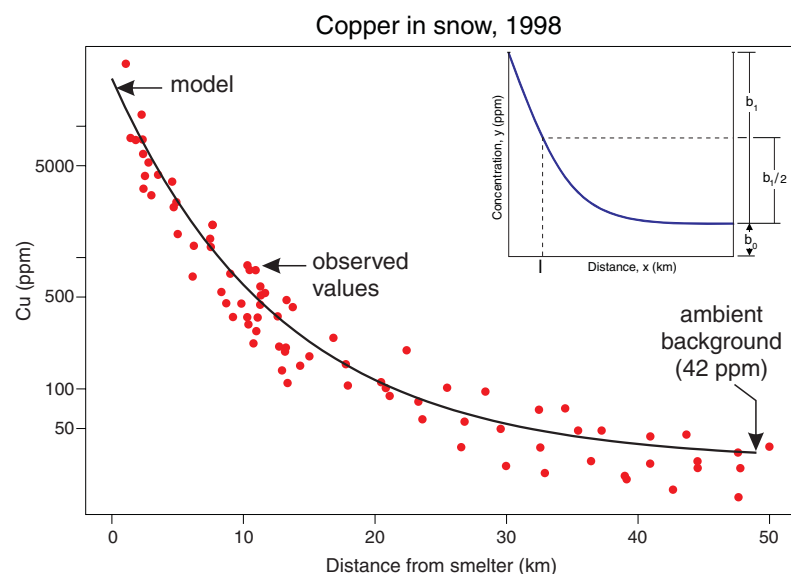 Copper in snow, 1998
model
observed
values
ambient
background
(42 ppm)
Cu (ppm)
5000
500
100
50
0
10
20
30
40
50
Distance from smelter (km)
Concentration, y (ppm)
Distance, x (km)
l
b1
b1/2
b0